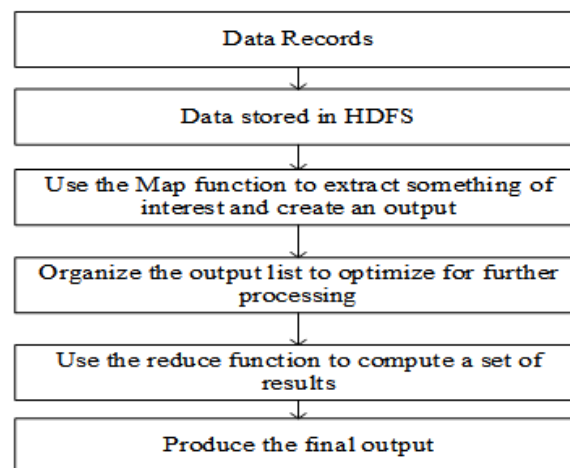 Data Records
Data stored in HDFS
Use the Map function to extract something of
interest and create an output
Organize the output list to optimize for further
processing
Use the reduce function to compute a set of
results
Produce the final output